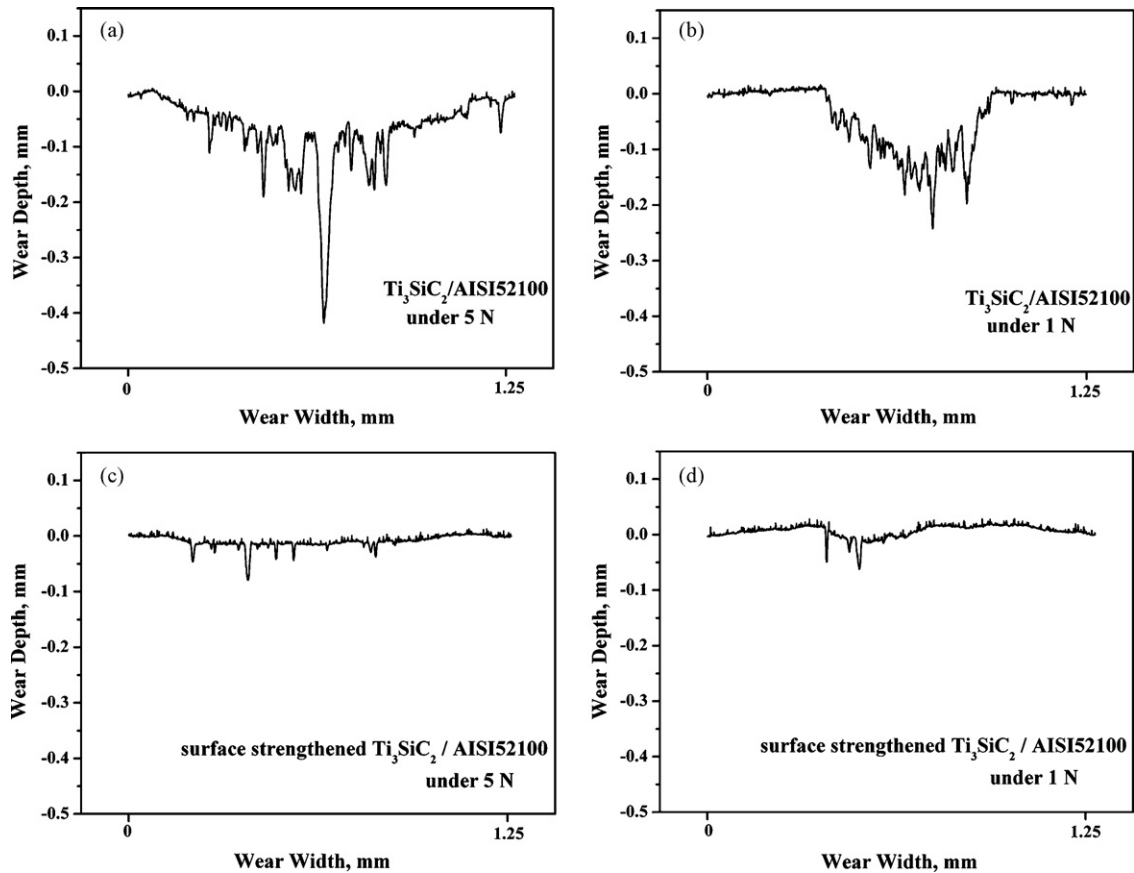 (a)
0.1
0.0
-0.1
-0.2
-0.3
-0.4
-0.5
Wear Depth, mm
Ti₃SiC₂/AISI52100
under 5 N
0
1.25
Wear Width, mm
(b)
0.1
0.0
-0.1
-0.2
-0.3
-0.4
-0.5
Wear Depth, mm
Ti₃SiC₂/AISI52100
under 1 N
0
1.25
Wear Width, mm
(c)
0.1
0.0
-0.1
-0.2
-0.3
-0.4
-0.5
Wear Depth, mm
surface strengthened Ti₃SiC₂ / AISI52100
under 5 N
0
1.25
Wear Width, mm
(d)
0.1
0.0
-0.1
-0.2
-0.3
-0.4
-0.5
Wear Depth, mm
surface strengthened Ti₃SiC₂ / AISI52100
under 1 N
0
1.25
Wear Width, mm